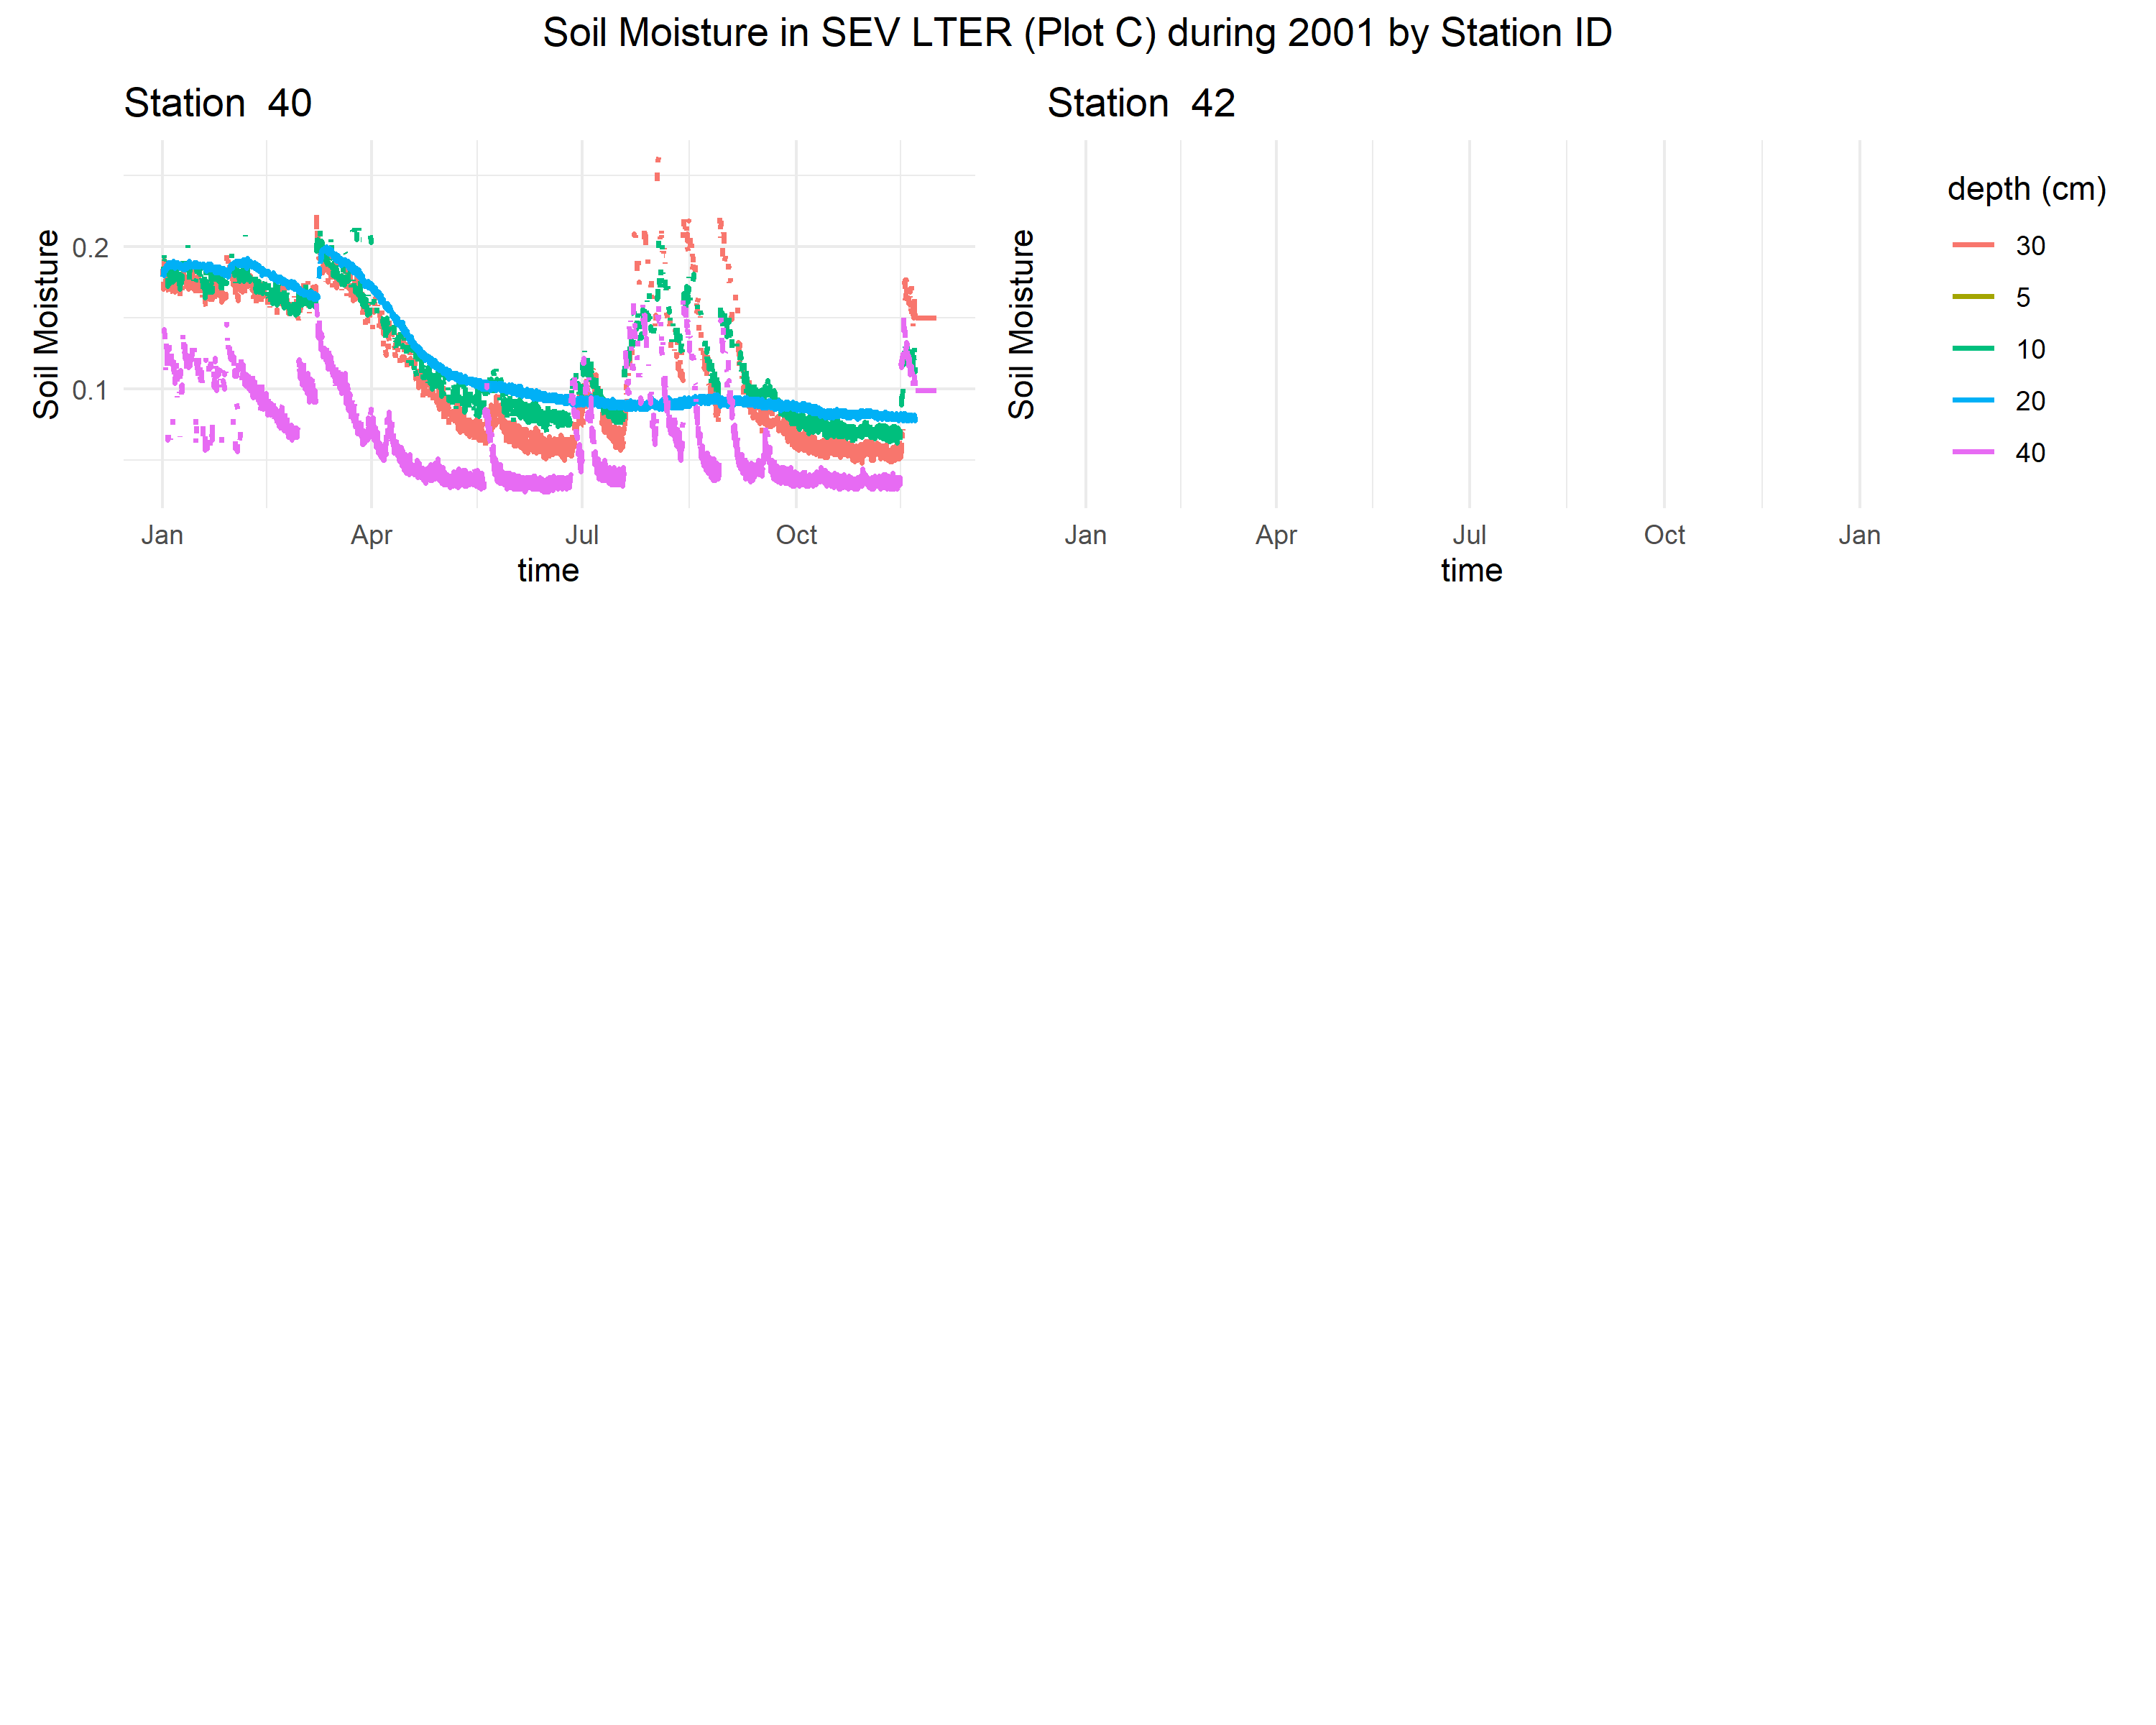 Soil Moisture in SEV LTER (Plot C) during 2001 by Station ID
Station 40
Soil Moisture
0.2
0.1
Jan Apr Jul Oct
time
Station 42
Soil Moisture
Jan Apr Jul Oct Jan
time
depth (cm)
30
5
10
20
40